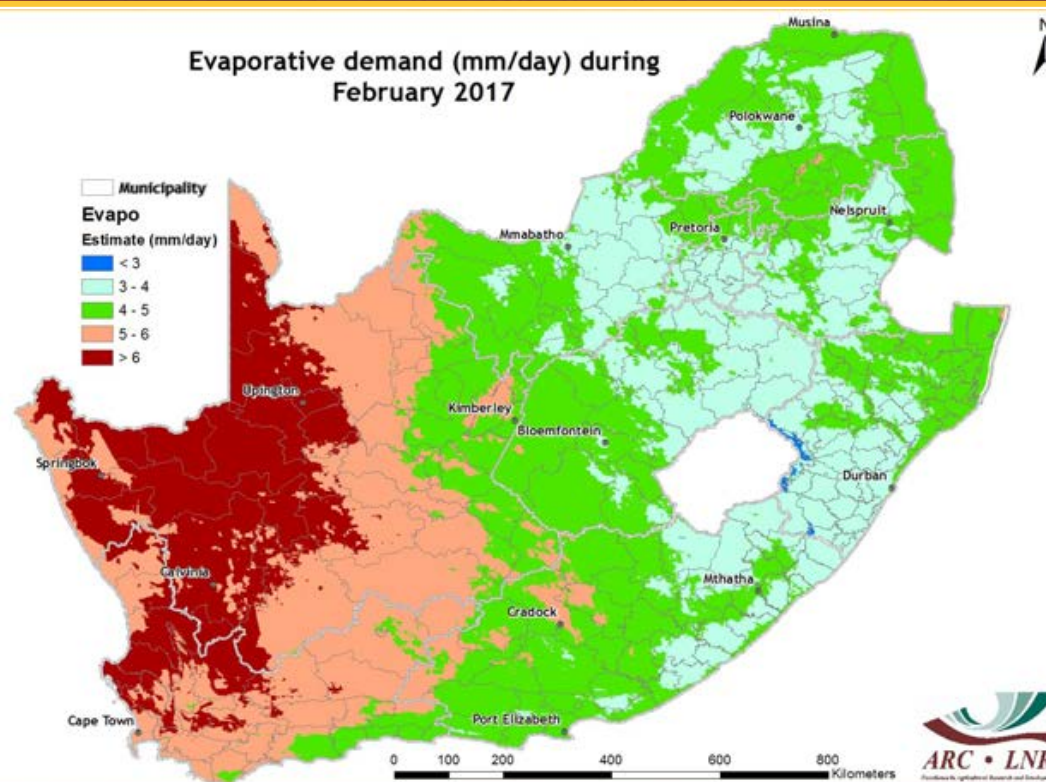 Evaporative demand (mm/day) during
February 2017
N
Municipality
Evapo
Estimate (mm/day)
< 3
3 - 4
4 - 5
5 - 6
> 6
Musina
Polokwane
Nelspruit
Pretoria
Mmabatho
Upington
Kimberley
Bloemfontein
Springbok
Durban
Calvinia
Mthatha
Cradock
Cape Town
Port Elizabeth
0 100 200 400 600 800
Kilometers
ARC • LNR